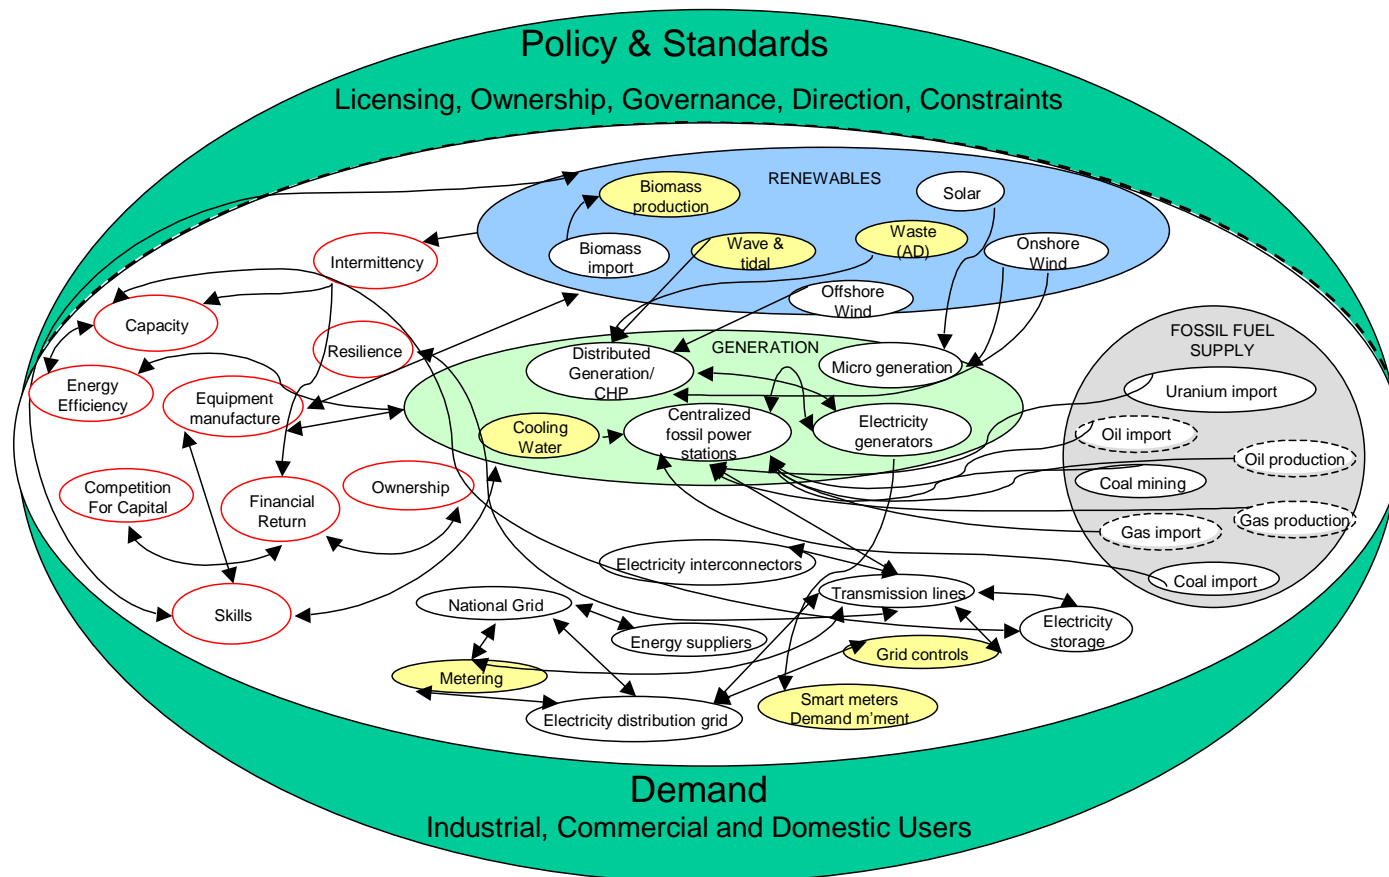 Policy & Standards
Licensing, Ownership, Governance, Direction, Constraints
RENEWABLES
Biomass
production
Solar
Biomass
import
Wave &
tidal
Waste
(AD)
Onshore
Wind
Offshore
Wind
Intermittency
Capacity
Resilience
Energy
Efficiency
Equipment
manufacture
Competition
For Capital
Financial
Return
Ownership
Skills
GENERATION
Distributed
Generation/
CHP
Micro generation
Cooling
Water
Centralized
fossil power
stations
Electricity
generators
FOSSIL FUEL
SUPPLY
Uranium import
Oil import
Oil production
Coal mining
Gas import
Gas production
Coal import
Electricity interconnectors
Transmission lines
National Grid
Energy suppliers
Electricity
storage
Grid controls
Metering
Smart meters
Demand m'ment
Electricity distribution grid
Demand
Industrial, Commercial and Domestic Users